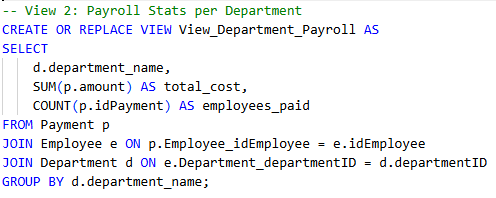 -- View 2: Payroll Stats per Department
CREATE OR REPLACE VIEW View_Department_Payroll AS
SELECT
    d.department_name,
    SUM(p.amount) AS total_cost,
    COUNT(p.idPayment) AS employees_paid
FROM Payment p
JOIN Employee e ON p.Employee_idEmployee = e.idEmployee
JOIN Department d ON e.Department_departmentID = d.departmentID
GROUP BY d.department_name;